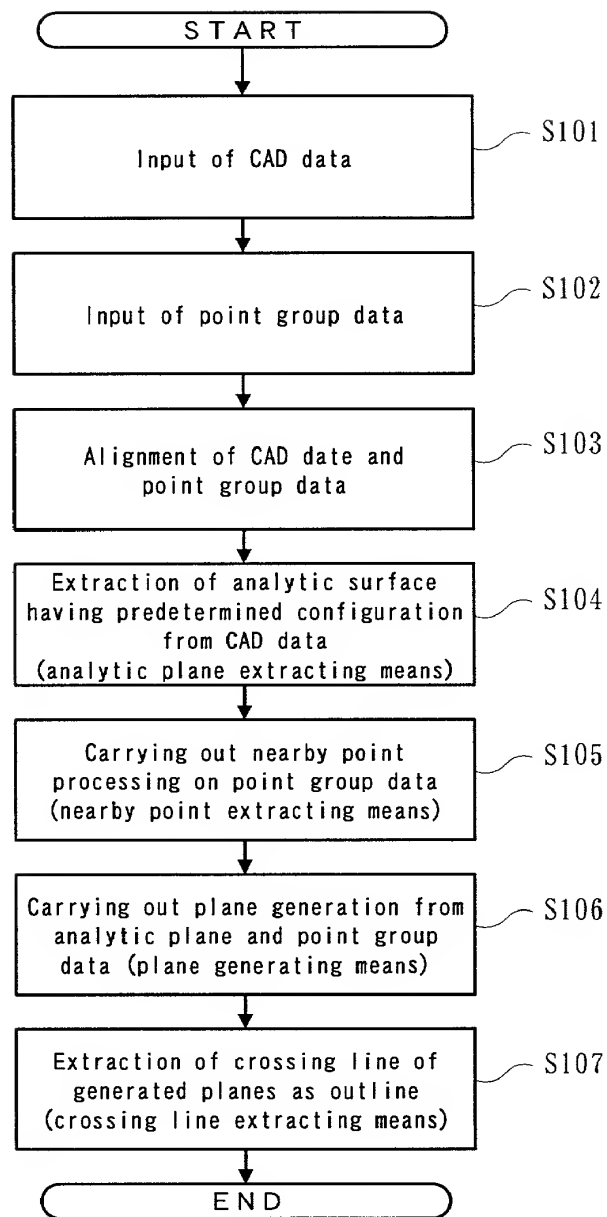 START
Input of CAD data
S101
Input of point group data
S102
Alignment of CAD date and
point group data
S103
Extraction of analytic surface
having predetermined configuration
from CAD data
(analytic plane extracting means)
S104
Carrying out nearby point
processing on point group data
(nearby point extracting means)
S105
Carrying out plane generation from
analytic plane and point group
data (plane generating means)
S106
Extraction of crossing line of
generated planes as outline
(crossing line extracting means)
S107
END